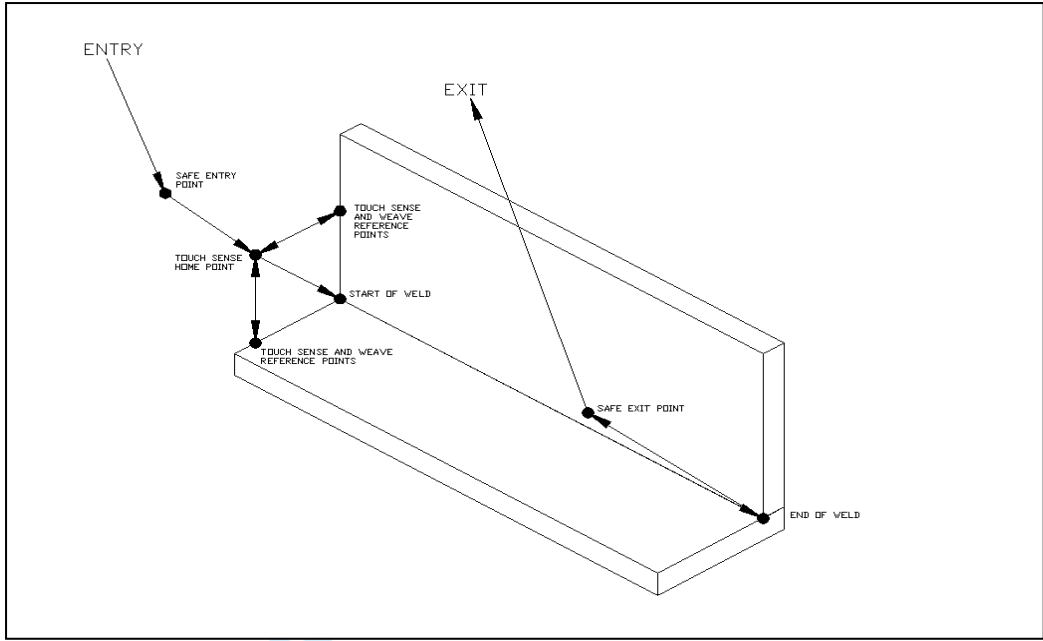 ENTRY
EXIT
SAFE ENTRY
POINT
TOUCH SENSE
AND WEAVE
REFERENCE
POINTS
TOUCH SENSE
HOME POINT
START OF WELD
TOUCH SENSE AND WEAVE
REFERENCE POINTS
SAFE EXIT POINT
END OF WELD